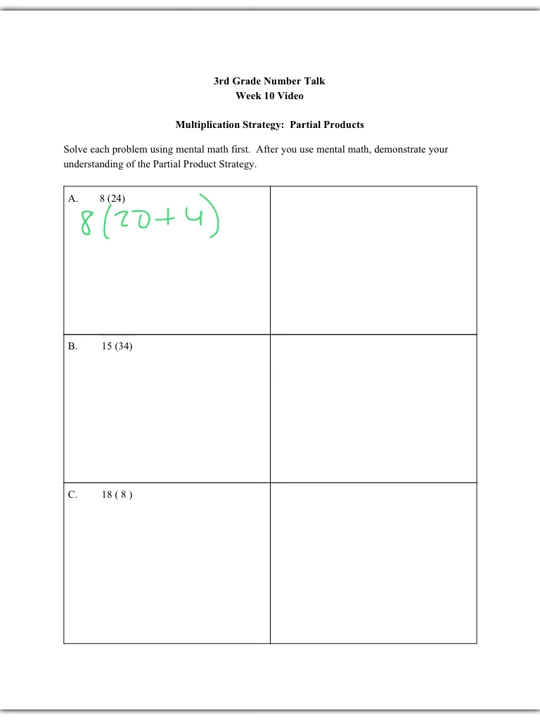 3rd Grade Number Talk
Week 10 Video
Multiplication Strategy:  Partial Products
Solve each problem using mental math first.  After you use mental math, demonstrate your
understanding of the Partial Product Strategy.
A. 8 (24)
8(20+4)
B. 15 (34)
C. 18 ( 8 )